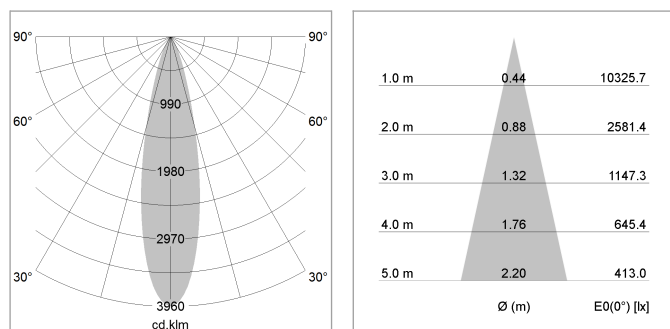 90° 90°
990
60° 60°
1980
2970
30° 30°
3960
cd.klm
1.0 m 0.44 10325.7
2.0 m 0.88 2581.4
3.0 m 1.32 1147.3
4.0 m 1.76 645.4
5.0 m 2.20 413.0
Ø (m) E0(0°) [lx]